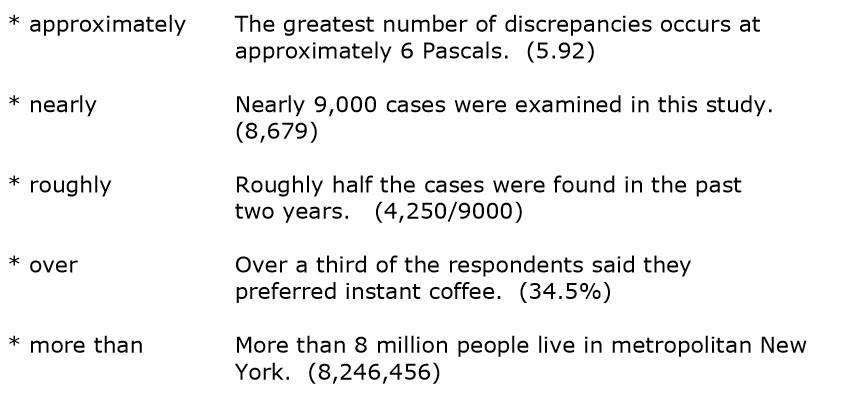 * approximately The greatest number of discrepancies occurs at
approximately 6 Pascals. (5.92)
* nearly Nearly 9,000 cases were examined in this study.
(8,679)
* roughly Roughly half the cases were found in the past
two years. (4,250/9000)
* over Over a third of the respondents said they
preferred instant coffee. (34.5%)
* more than More than 8 million people live in metropolitan New
York. (8,246,456)